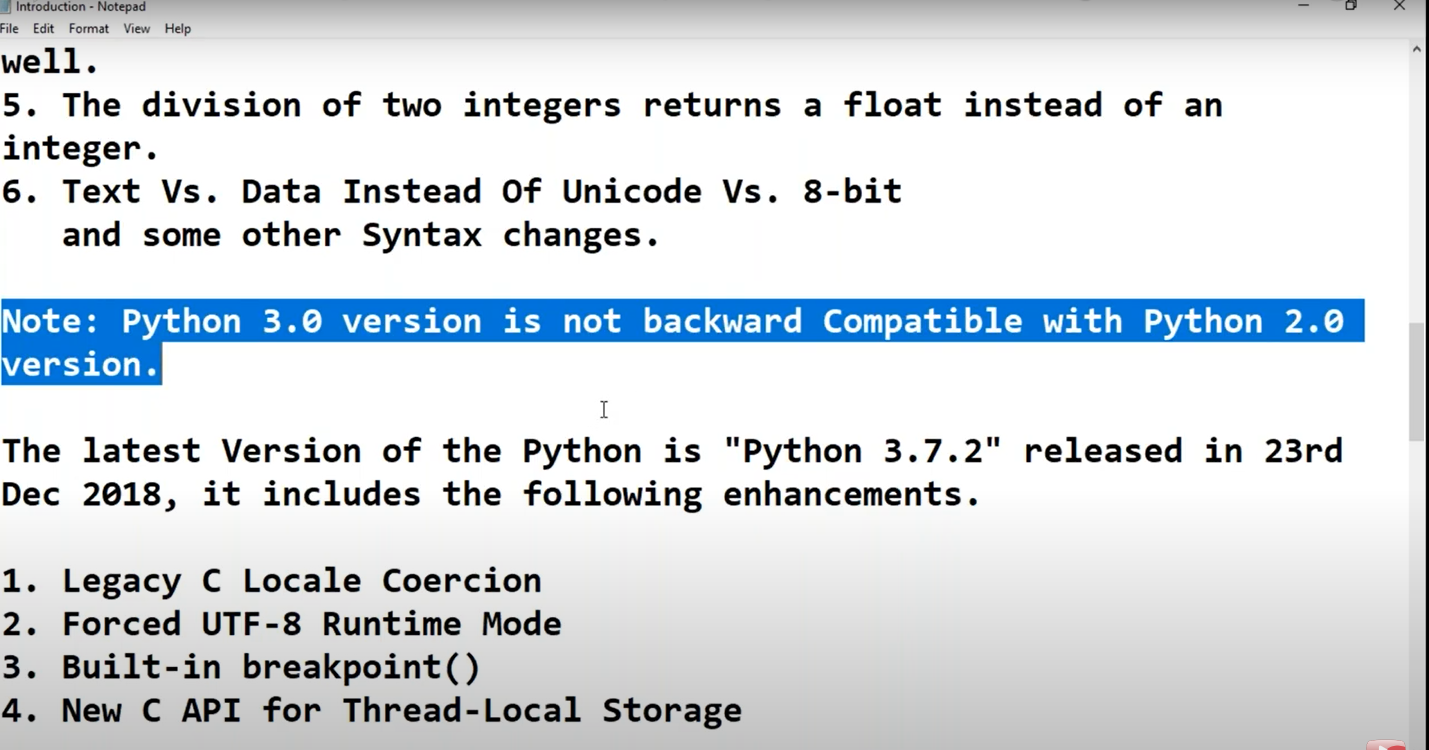 Introduction - Notepad
File Edit Format View Help
well.
5. The division of two integers returns a float instead of an
integer.
6. Text Vs. Data Instead Of Unicode Vs. 8-bit
and some other Syntax changes.
Note: Python 3.0 version is not backward Compatible with Python 2.0
version.
The latest Version of the Python is "Python 3.7.2" released in 23rd
Dec 2018, it includes the following enhancements.
1. Legacy C Locale Coercion
2. Forced UTF-8 Runtime Mode
3. Built-in breakpoint()
4. New C API for Thread-Local Storage